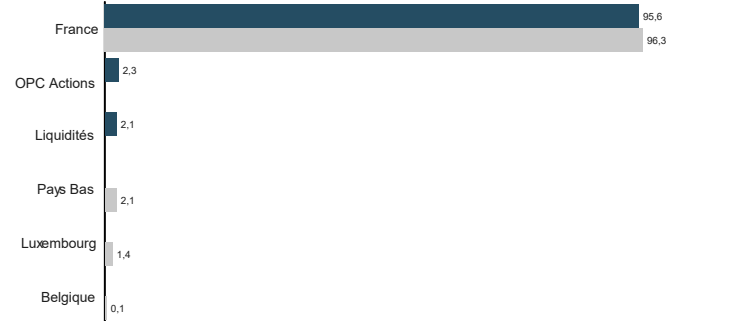 France 95,6
96,3
OPC Actions 2,3
Liquidités 2,1
Pays Bas 2,1
Luxembourg 1,4
Belgique 0,1